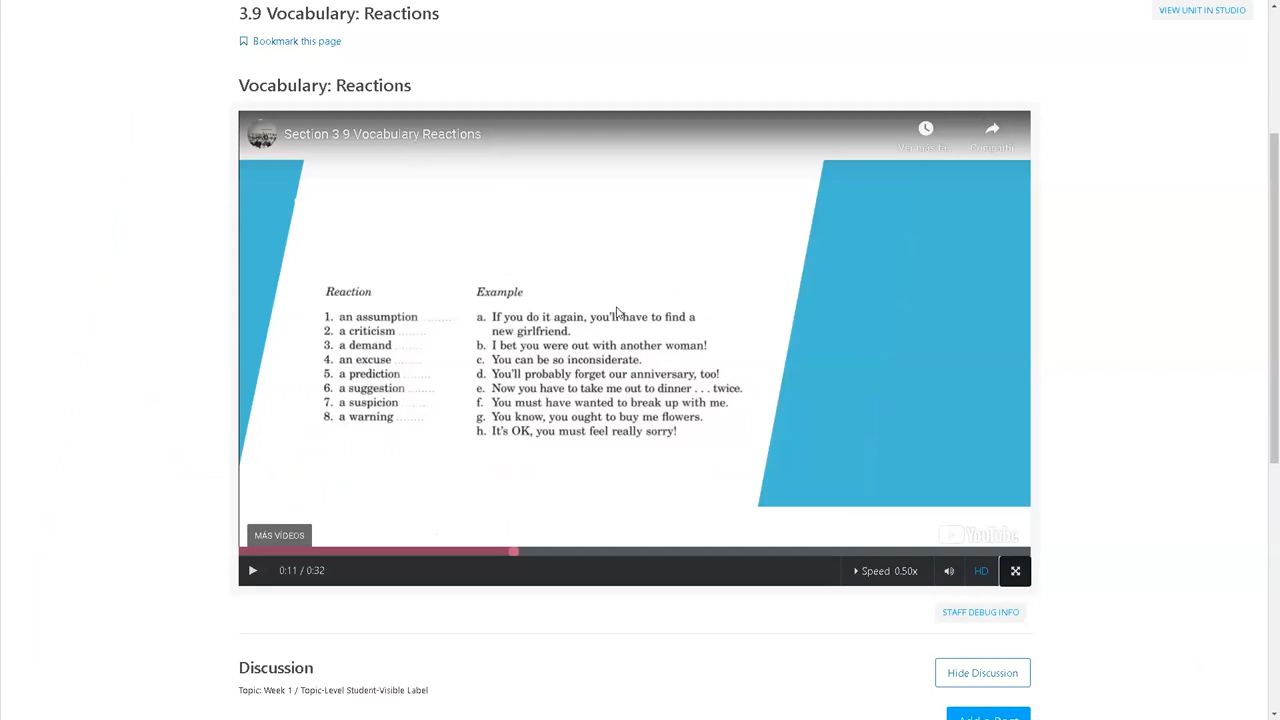 3.9 Vocabulary: Reactions
VIEW UNIT IN STUDIO
Bookmark this page
Vocabulary: Reactions
Section 3 9 Vocabulary Reactions
Compartir
Reaction
Example
1. an assumption ........
a. If you do it again, you'll have to find a
new girlfriend.
2. a criticism ........
b. I bet you were out with another woman!
3. a demand ........
c. You can be so inconsiderate.
4. an excuse ........
d. You'll probably forget our anniversary, too!
5. a prediction ........
e. Now you have to take me out to dinner . . . twice.
6. a suggestion ........
f. You must have wanted to break up with me.
7. a suspicion ........
g. You know, you ought to buy me flowers.
8. a warning ........
h. It's OK, you must feel really sorry!
MÁS VÍDEOS
YouTube
0:11 / 0:32
Speed 0.50x
HD
STAFF DEBUG INFO
Discussion
Hide Discussion
Topic: Week 1 / Topic-Level Student-Visible Label
Add a Post